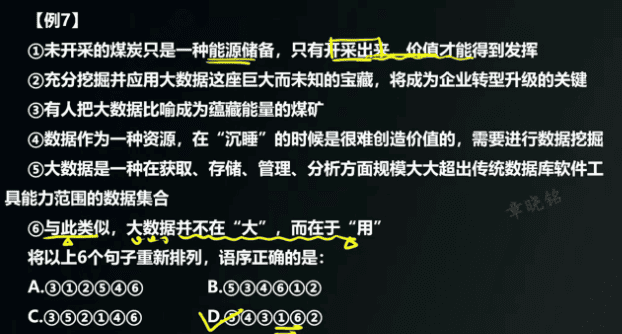 【例7】
①未开采的煤炭只是一种能源储备，只有开采出来，价值才能得到发挥
②充分挖掘并应用大数据这座巨大而未知的宝藏，将成为企业转型升级的关键
③有人把大数据比喻成为蕴藏能量的煤矿
④数据作为一种资源，在“沉睡”的时候是很难创造价值的，需要进行数据挖掘
⑤大数据是一种在获取、存储、管理、分析方面规模大大超出传统数据库软件工
具能力范围的数据集合
⑥与此类似，大数据并不在“大”，而在于“用”
章晓铭
将以上6个句子重新排列，语序正确的是：
A.③①②⑤④⑥ B.⑤③④⑥①②
C.③⑤②①④⑥ D.⑤④③①⑥②